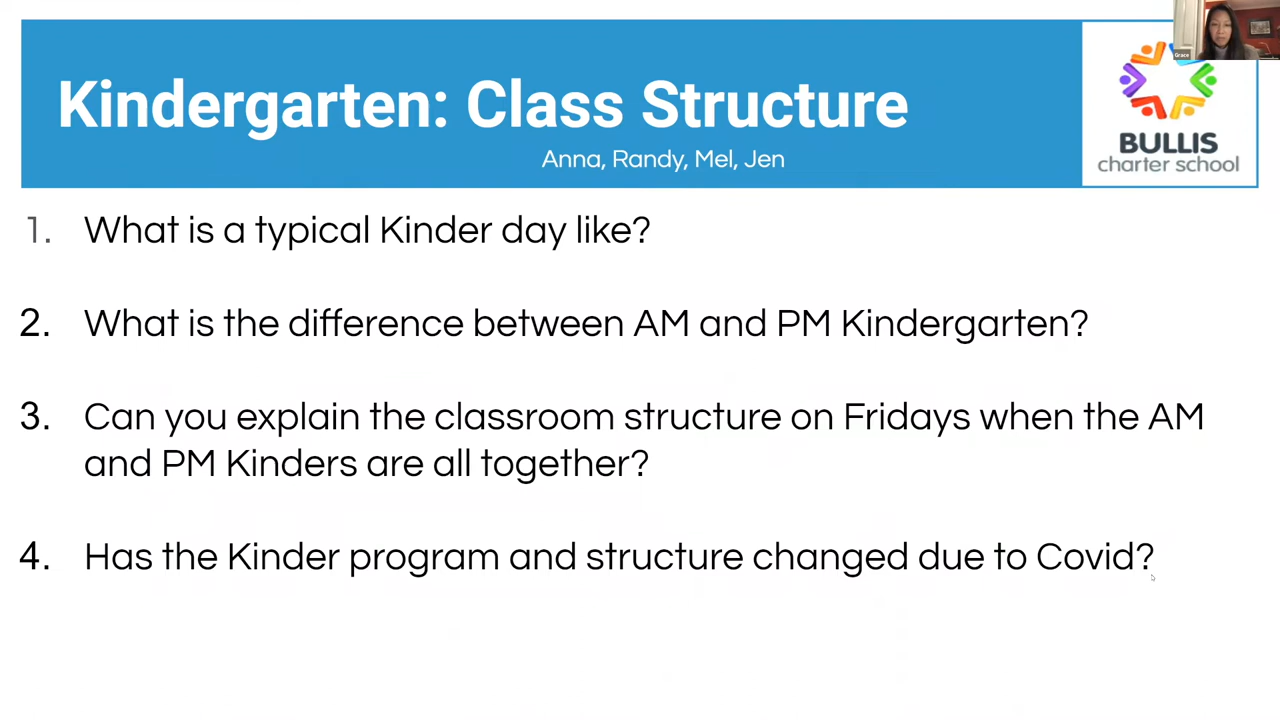 Kindergarten: Class Structure
Anna, Randy, Mel, Jen
Grace
BULLIS
charter school
1. What is a typical Kinder day like?
2. What is the difference between AM and PM Kindergarten?
3. Can you explain the classroom structure on Fridays when the AM
and PM Kinders are all together?
4. Has the Kinder program and structure changed due to Covid?